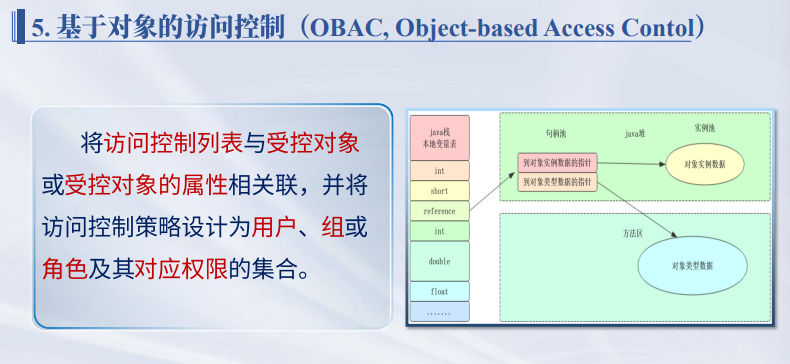 5. 基于对象的访问控制（OBAC, Object-based Access Contol）
将访问控制列表与受控对象
或受控对象的属性相关联，并将
访问控制策略设计为用户、组或
角色及其对应权限的集合。
java栈
本地变量表
int
short
reference
int
double
float
.......
句柄池
java堆
实例池
到对象实例数据的指针
到对象类型数据的指针
对象实例数据
方法区
对象类型数据